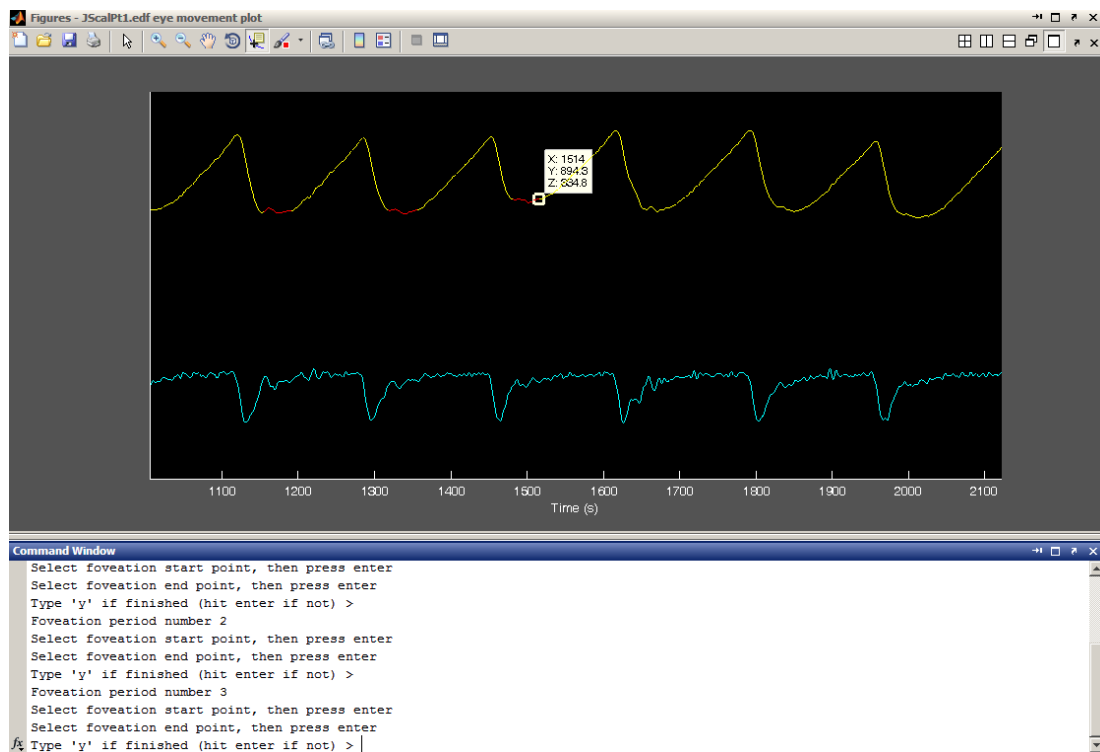 Figures - JScalPt1.edf eye movement plot
X: 1514
Y: 894.3
Z: 334.8
1100 1200 1300 1400 1500 1600 1700 1800 1900 2000 2100
Time (s)
Command Window
Select foveation start point, then press enter
Select foveation end point, then press enter
Type 'y' if finished (hit enter if not) >
Foveation period number 2
Select foveation start point, then press enter
Select foveation end point, then press enter
Type 'y' if finished (hit enter if not) >
Foveation period number 3
Select foveation start point, then press enter
Select foveation end point, then press enter
fx Type 'y' if finished (hit enter if not) >